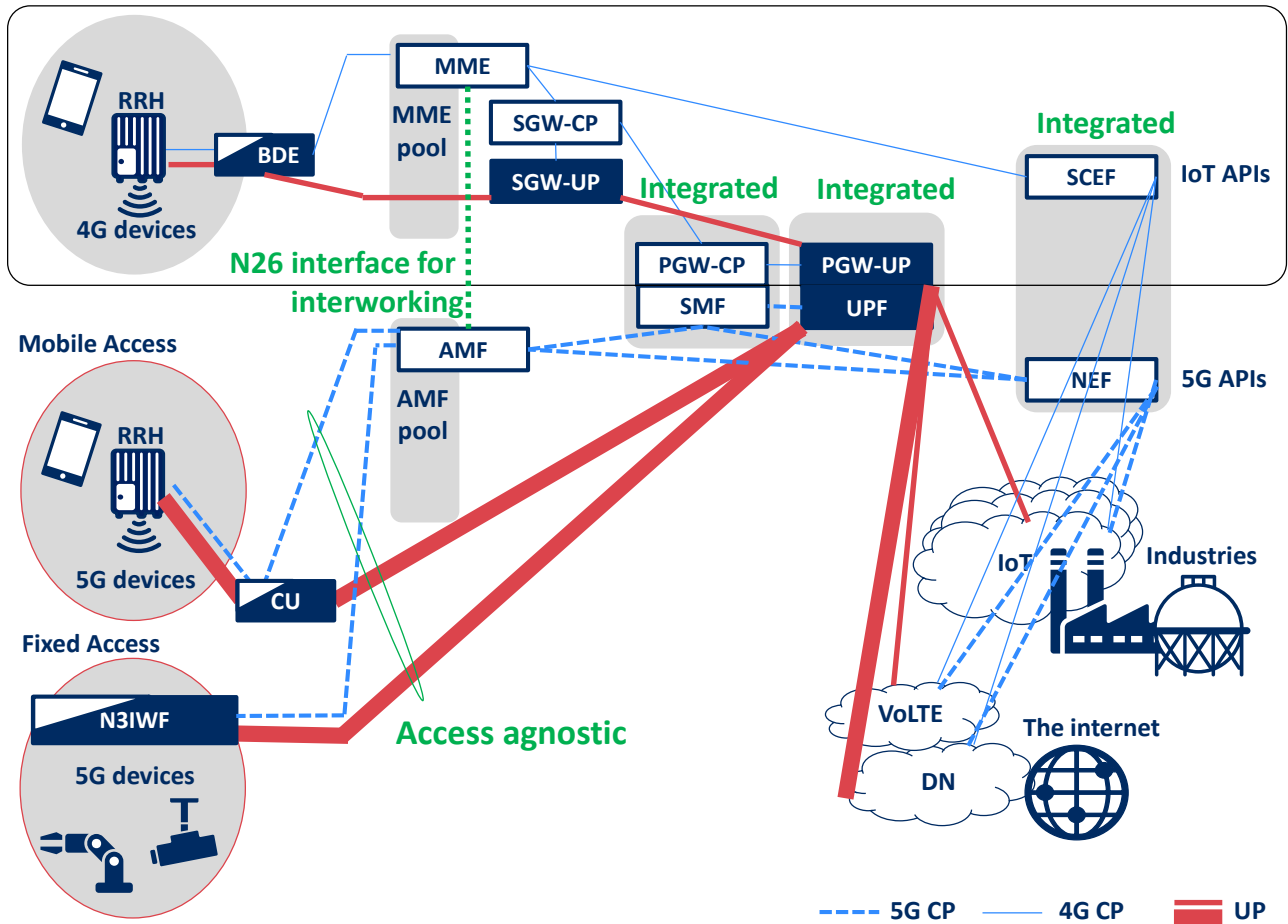 MME
RRH
MME
pool
SGW-CP
Integrated
BDE
SCEF
IoT APIs
SGW-UP
Integrated
Integrated
4G devices
N26 interface for
interworking
PGW-CP
PGW-UP
SMF
UPF
Mobile Access
AMF
NEF
5G APIs
AMF
pool
RRH
IoT
Industries
5G devices
CU
Fixed Access
N3IWF
Access agnostic
VoLTE
The internet
5G devices
DN
5G CP
4G CP
UP